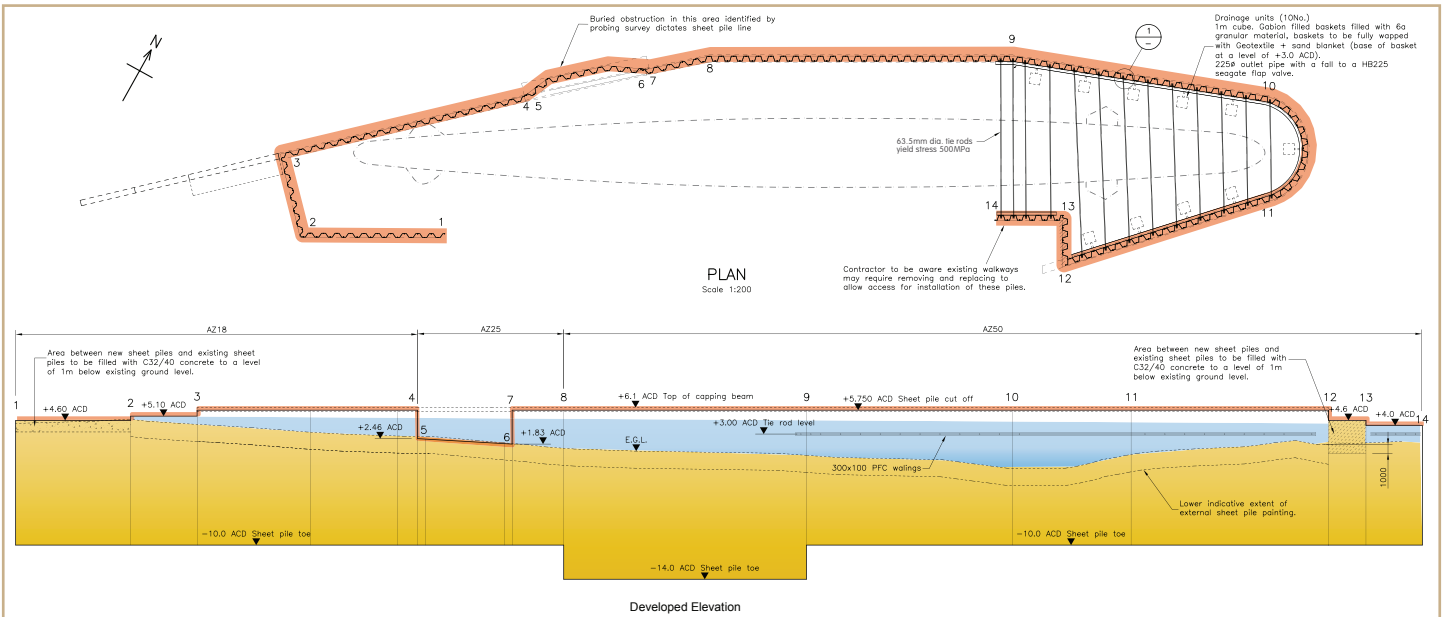 Buried obstruction in this area identified by
probing survey dictates sheet pile line
Drainage units (10No.)
1m cube. Gabion filled baskets filled with 6a
granular material, baskets to be fully wapped
with Geotextile + sand blanket (base of basket
at a level of +3.0 ACD).
225ø outlet pipe with a fall to a HB225
seagate flap valve.
N
1
–
9
8
7
6
5
4
10
3
63.5mm dia. tie rods
yield stress 500MPa
2
1
14
13
11
12
PLAN
Scale 1:200
Contractor to be aware existing walkways
may require removing and replacing to
allow access for installation of these piles.
AZ18
AZ25
AZ50
Area between new sheet piles and existing sheet
piles to be filled with C32/40 concrete to a level
of 1m below existing ground level.
Area between new sheet piles and
existing sheet piles to be filled with
C32/40 concrete to a level of 1m
below existing ground level.
1
2
3
4
5
6
7
8
9
10
11
12
13
14
+4.60 ACD
+5.10 ACD
+6.1 ACD Top of capping beam
+5.750 ACD Sheet pile cut off
+4.6 ACD
+4.0 ACD
+2.46 ACD
+1.83 ACD
E.G.L.
+3.00 ACD Tie rod level
300x100 PFC walings
1000
Lower indicative extent of
external sheet pile painting.
-10.0 ACD Sheet pile toe
-14.0 ACD Sheet pile toe
-10.0 ACD Sheet pile toe
Developed Elevation